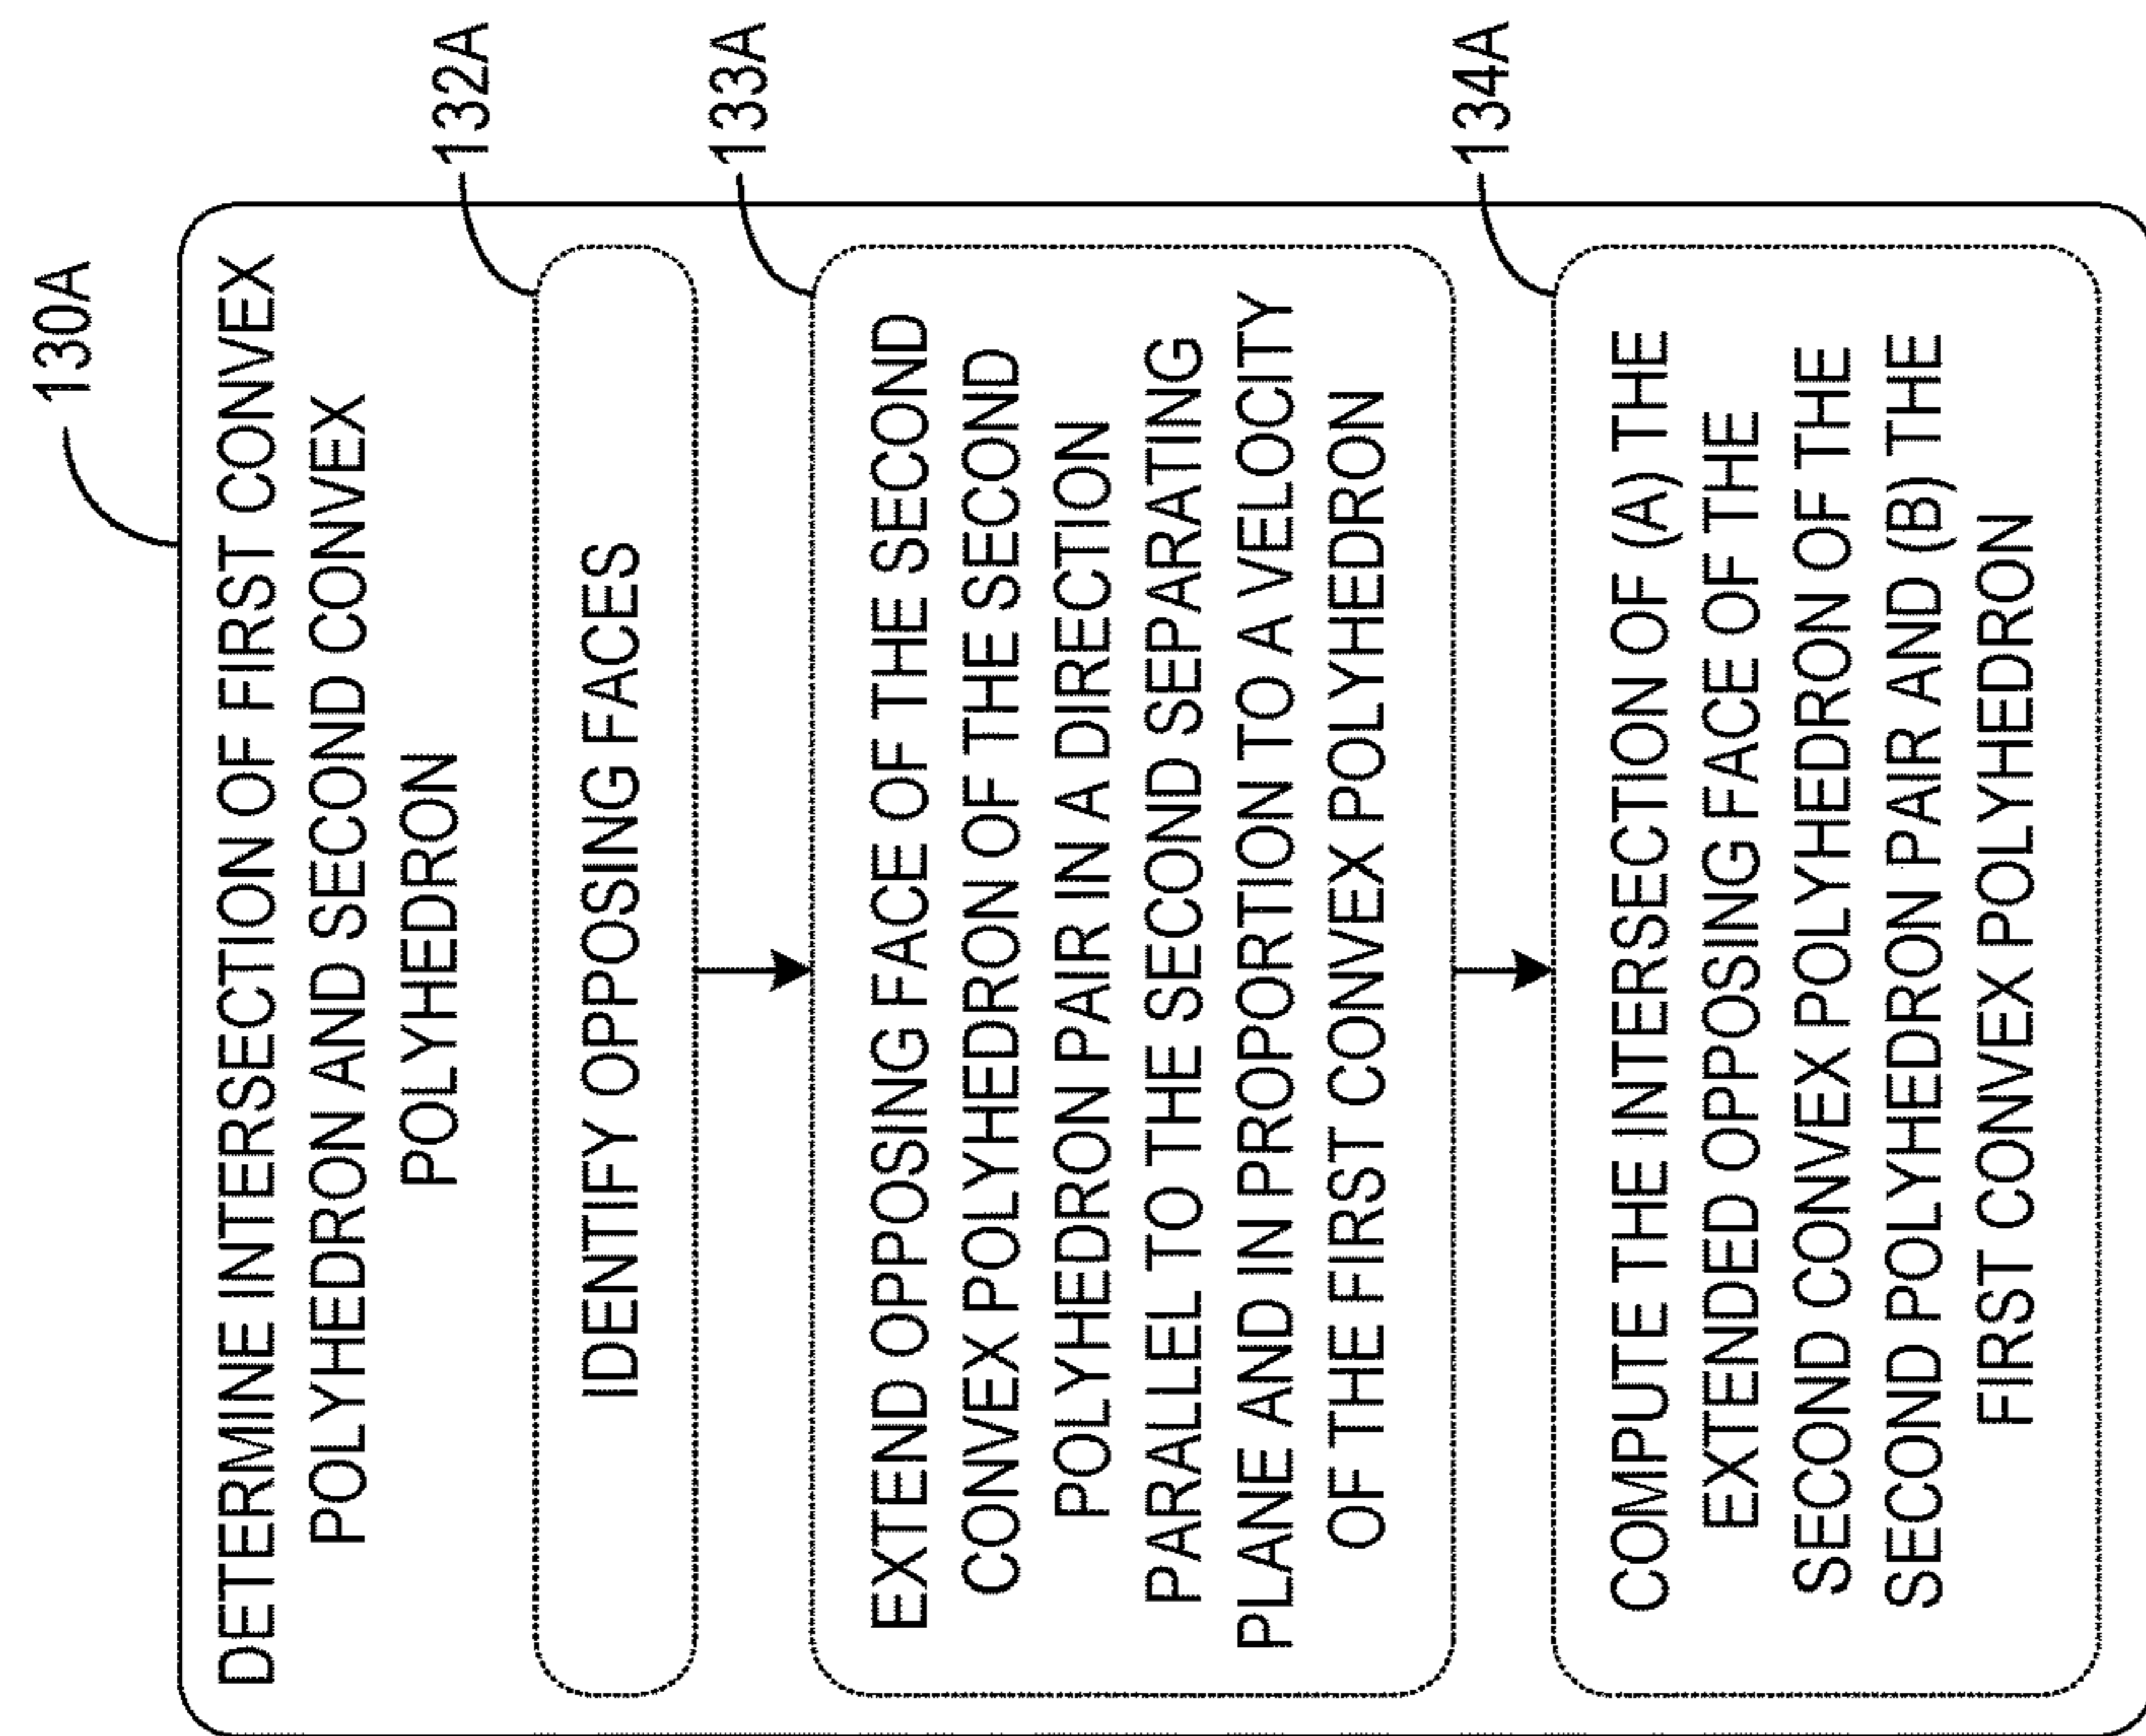 130A
DETERMINE INTERSECTION OF FIRST CONVEX
POLYHEDRON AND SECOND CONVEX
POLYHEDRON
132A
IDENTIFY OPPOSING FACES
133A
EXTEND OPPOSING FACE OF THE SECOND
CONVEX POLYHEDRON OF THE SECOND
POLYHEDRON PAIR IN A DIRECTION
PARALLEL TO THE SECOND SEPARATING
PLANE AND IN PROPORTION TO A VELOCITY
OF THE FIRST CONVEX POLYHEDRON
134A
COMPUTE THE INTERSECTION OF (A) THE
EXTENDED OPPOSING FACE OF THE
SECOND CONVEX POLYHEDRON OF THE
SECOND POLYHEDRON PAIR AND (B) THE
FIRST CONVEX POLYHEDRON